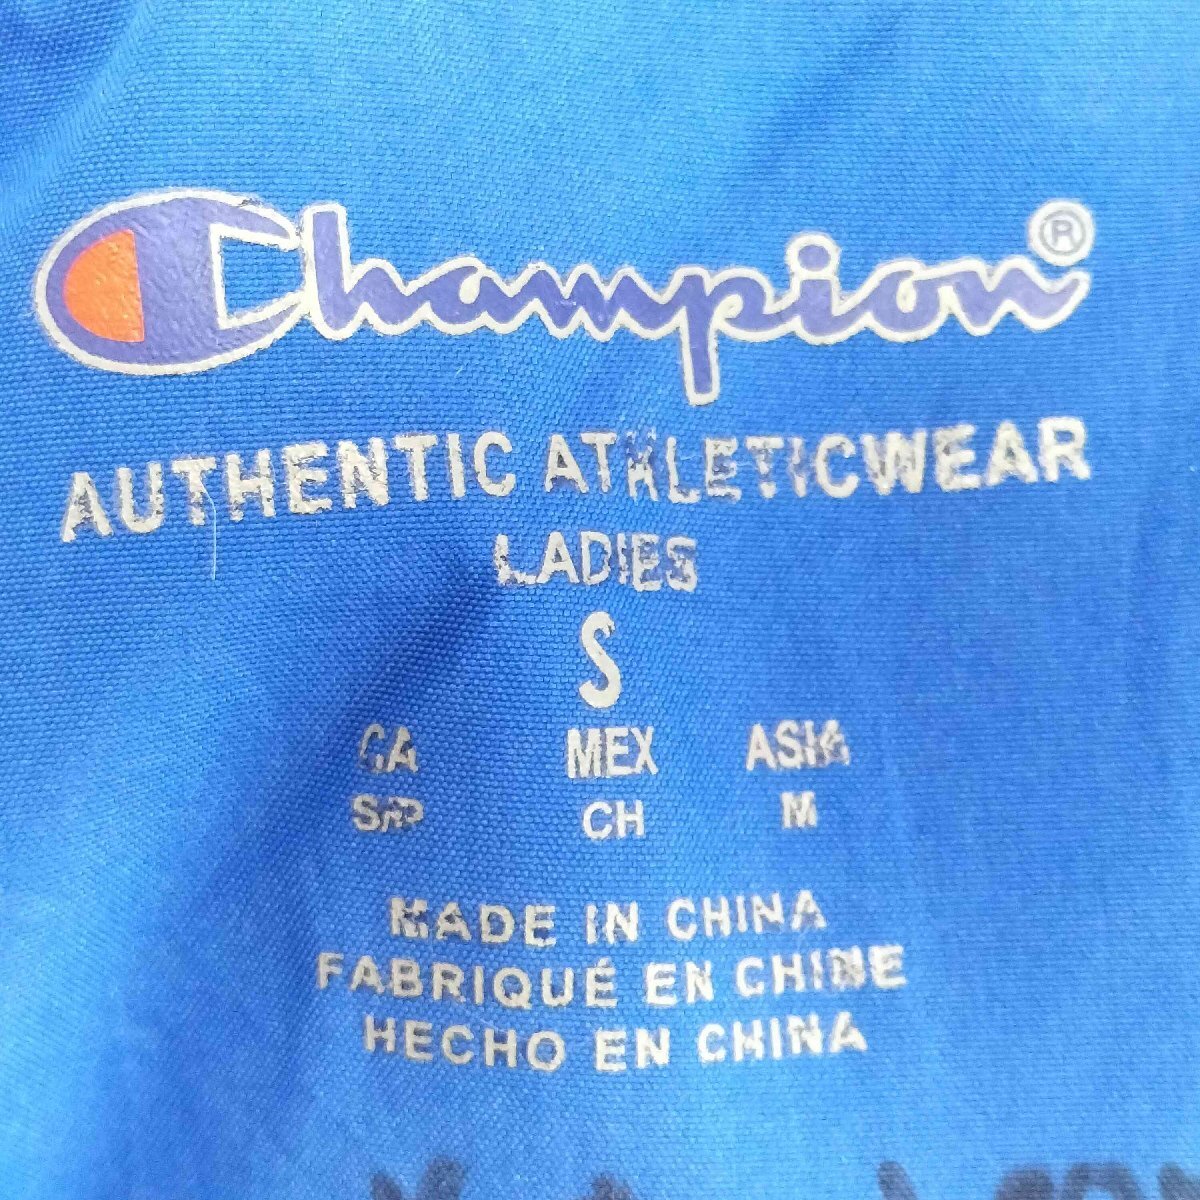 Champion®
AUTHENTIC ATHLETICWEAR
LADIES
S
CA MEX ASIA
S/P CH M
MADE IN CHINA
FABRIQUÉ EN CHINE
HECHO EN CHINA